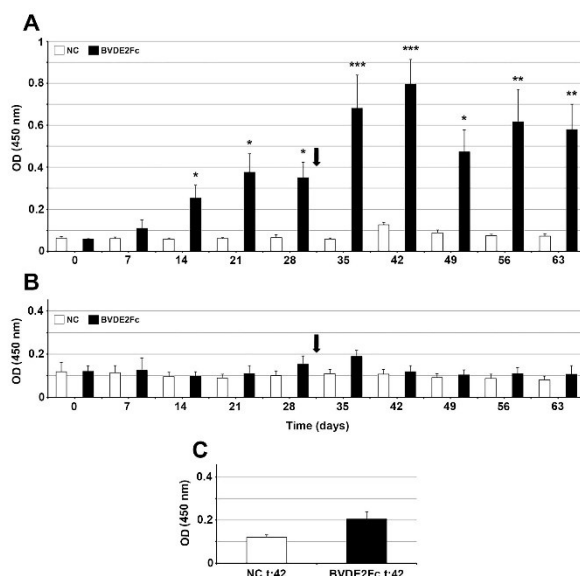 A
1
NC BVDE2Fc
***
***
0.8
**
**
0.6
*
OD (450 nm)
0.4
*
*
*
0.2
0
0 7 14 21 28 35 42 49 56 63
B
0.4
NC BVDE2Fc
OD (450 nm)
0.2
0
0 7 14 21 28 35 42 49 56 63
Time (days)
C
0.4
OD (450 nm)
0.2
0
NC t:42 BVDE2Fc t:42